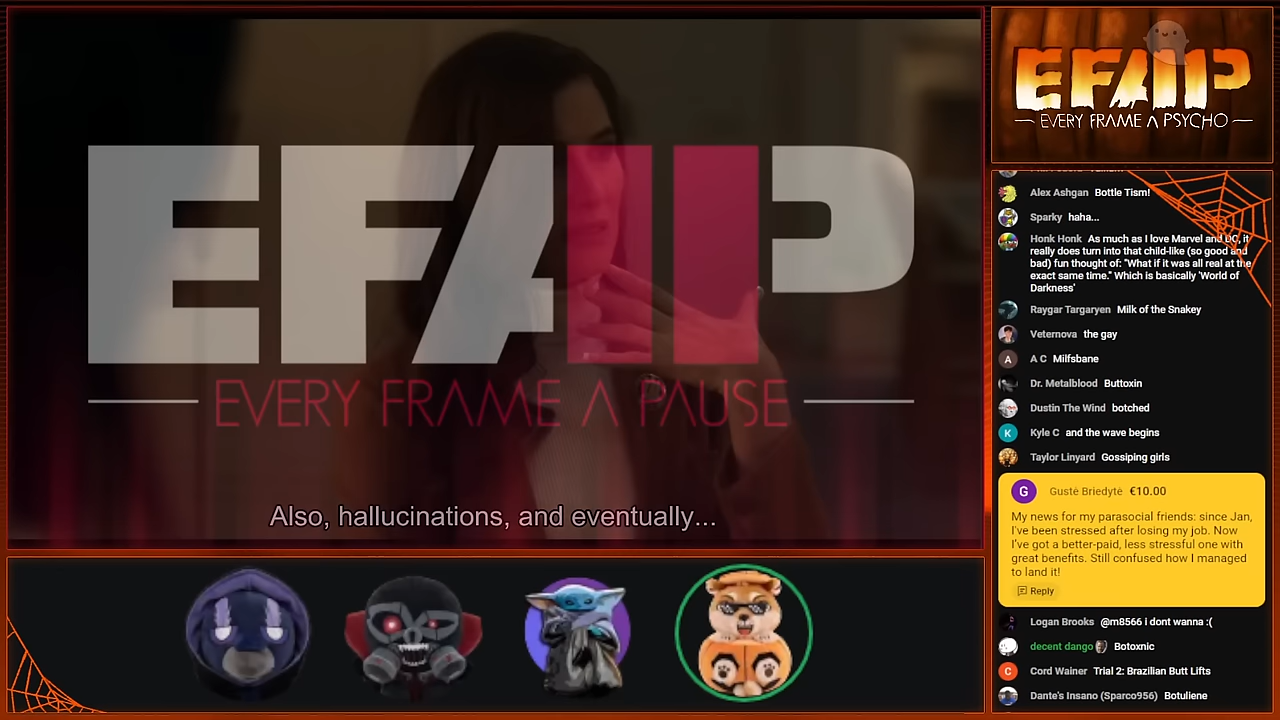 EFAP
EVERY FRAME A PAUSE
Also, hallucinations, and eventually...
EFAP
EVERY FRAME A PSYCHO
Alex Ashgan Bottle Tism!
Sparky haha...
Honk Honk As much as I love Marvel and DC, it
really does turn into that child-like (so good and
bad) fun thought of: "What if it was all real at the
exact same time." Which is basically 'World of
Darkness'
Raygar Targaryen Milk of the Snakey
Veternova the gay
A A C Milfsbane
Dr. Metalblood Buttoxin
Dustin The Wind botched
K Kyle C and the wave begins
Taylor Linyard Gossiping girls
G Gustė Briedytė €10.00
My news for my parasocial friends: since Jan,
I've been stressed after losing my job. Now
I've got a better-paid, less stressful one with
great benefits. Still confused how I managed
to land it!
Reply
Logan Brooks @m8566 i dont wanna :(
decent dango Botoxnic
C Cord Wainer Trial 2: Brazilian Butt Lifts
Dante's Insano (Sparco956) Botuliene